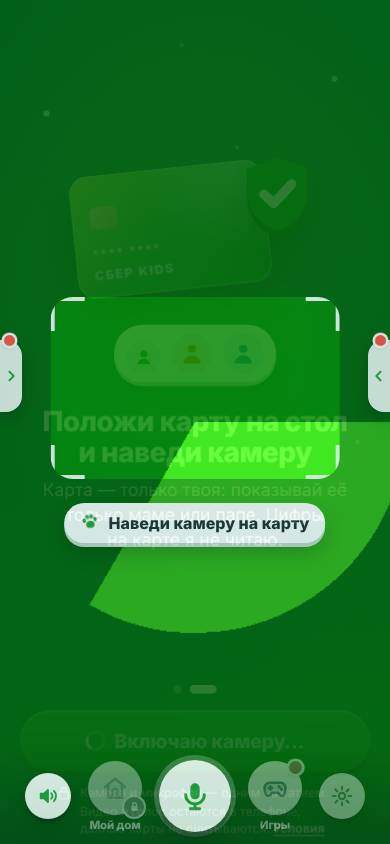 •••• ••••
СБЕР KIDS
Положи карту на стол
и наведи камеру
Карта — только твоя: показывай её
только маме или папе. Цифры
на карте я не читаю.
Наведи камеру на карту
Включаю камеру...
Мой дом
Игры